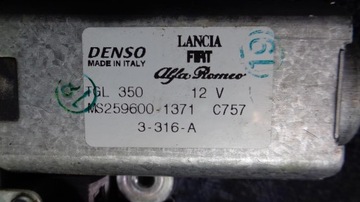 DENSO
MADE IN ITALY
LANCIA
FIAT
Alfa Romeo
TGL 350 12 V
MS259600-1371 C757
3-316-A